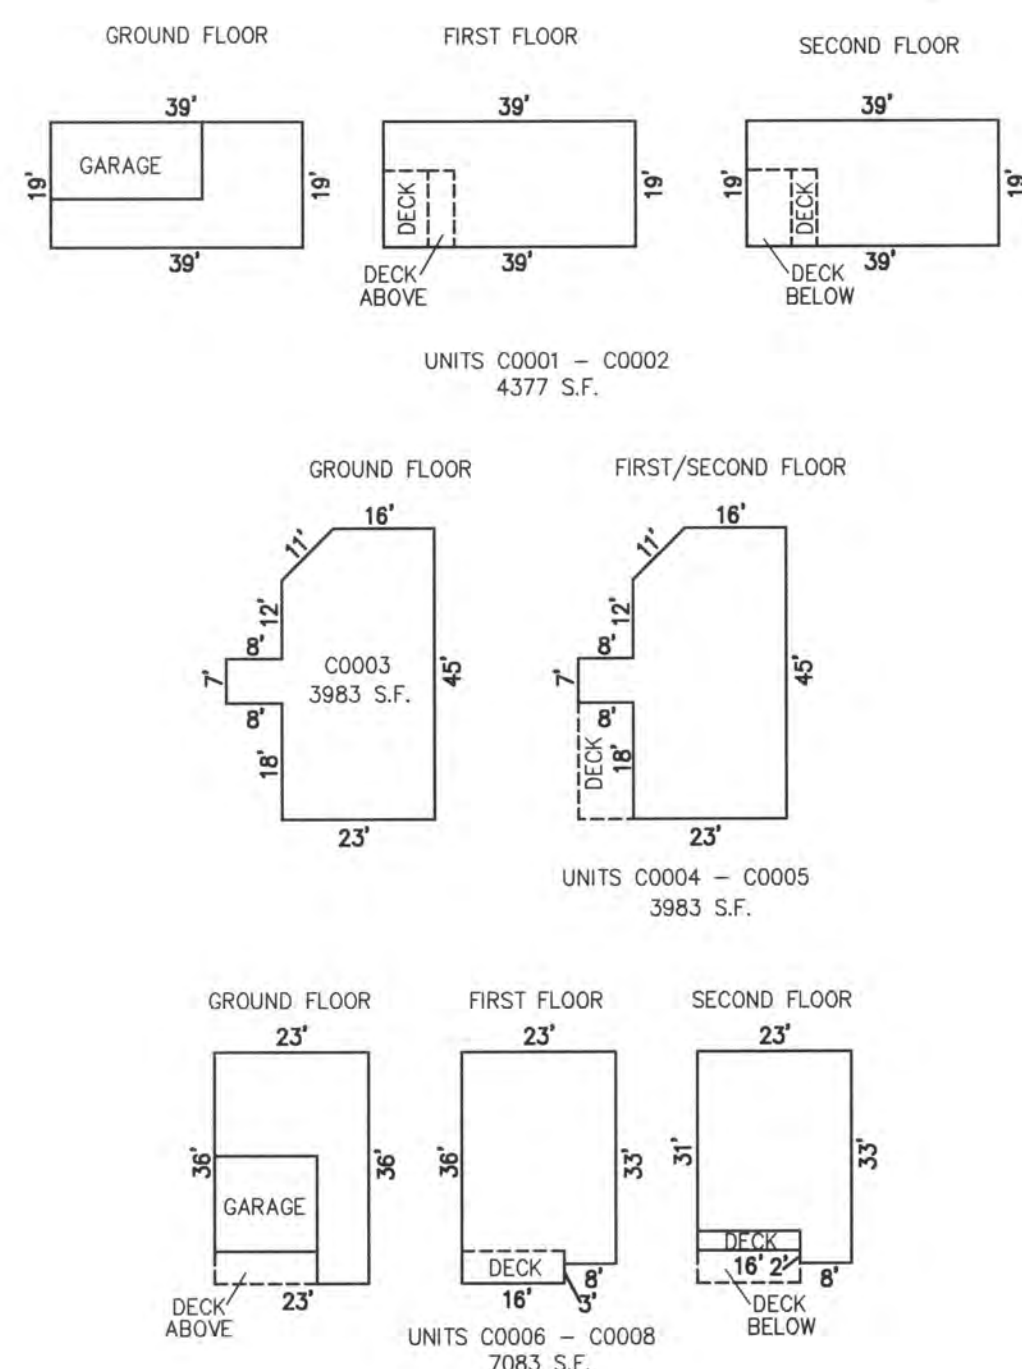 GROUND FLOOR
FIRST FLOOR
SECOND FLOOR
39'
39'
39'
19'
GARAGE
19'
DECK
19'
19'
DECK
19'
39'
DECK
ABOVE
39'
DECK
BELOW
39'
UNITS C0001 – C0002
4377 S.F.
GROUND FLOOR
FIRST/SECOND FLOOR
16'
11'
12'
8'
7'
C0003
3983 S.F.
45'
8'
18'
23'
16'
11'
12'
8'
7'
45'
8'
DECK
18'
23'
UNITS C0004 – C0005
3983 S.F.
GROUND FLOOR
FIRST FLOOR
SECOND FLOOR
23'
23'
23'
36'
36'
GARAGE
23'
DECK
ABOVE
36'
33'
DECK
8'
16'
3'
31'
33'
DECK
16'
2'
8'
DECK
BELOW
UNITS C0006 – C0008
7083 S.F.